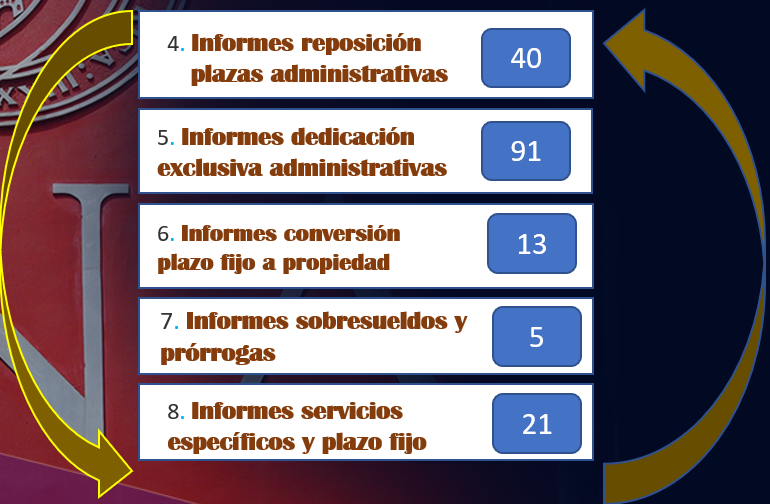 4. Informes reposición
plazas administrativas
40
5. Informes dedicación
exclusiva administrativas
91
6. Informes conversión
plazo fijo a propiedad
13
7. Informes sobresueldos y
prórrogas
5
8. Informes servicios
específicos y plazo fijo
21